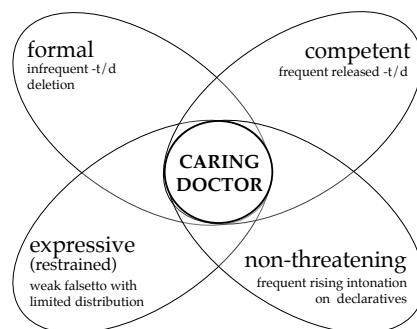 formal
infrequent -t/d
deletion
competent
frequent released -t/d
CARING
DOCTOR
expressive
(restrained)
weak falsetto with
limited distribution
non-threatening
frequent rising intonation
on declaratives